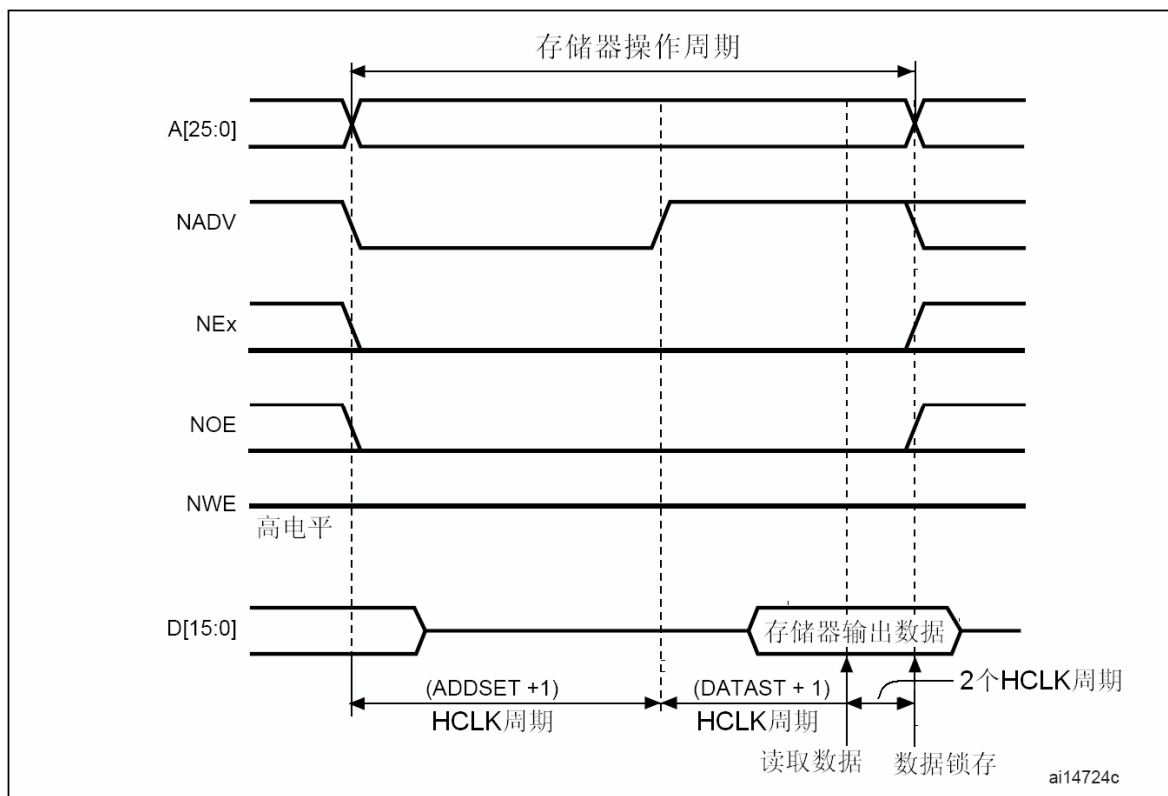 存储器操作周期
A[25:0]
NADV
NEx
NOE
NWE
高电平
D[15:0]
存储器输出数据
(ADDSET +1)
HCLK周期
(DATAST + 1)
HCLK周期
2个HCLK周期
读取数据
数据锁存
ai14724c